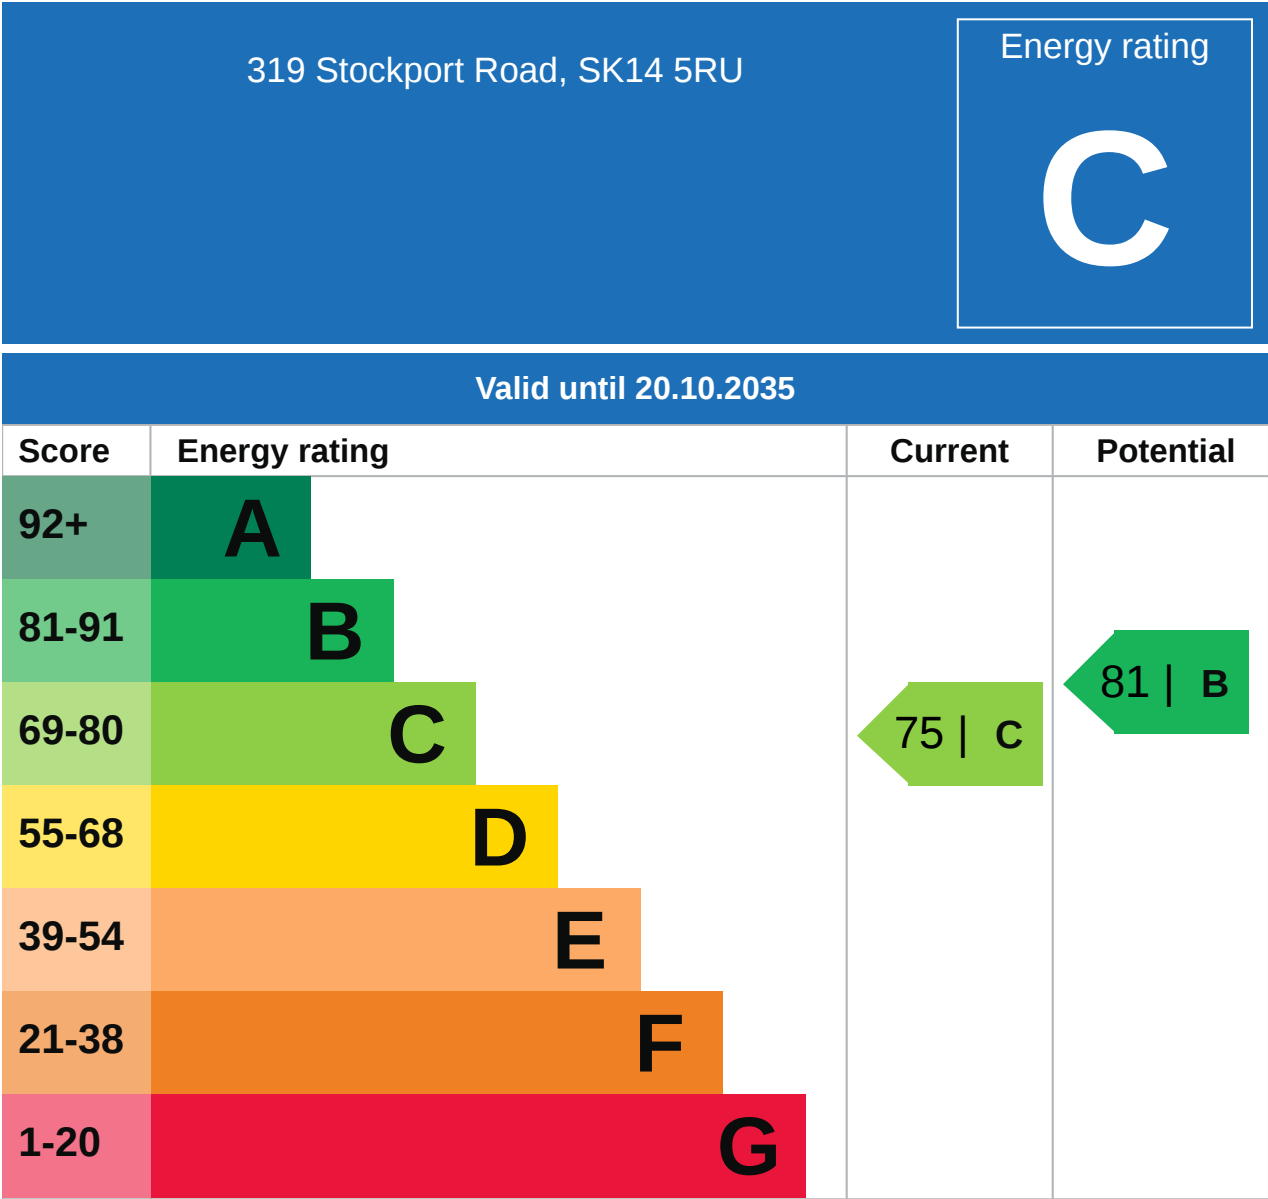 319 Stockport Road, SK14 5RU
Energy rating
C
Valid until 20.10.2035
Score Energy rating Current Potential
92+ A
81-91 B
81 | B
69-80 C
75 | C
55-68 D
39-54 E
21-38 F
1-20 G